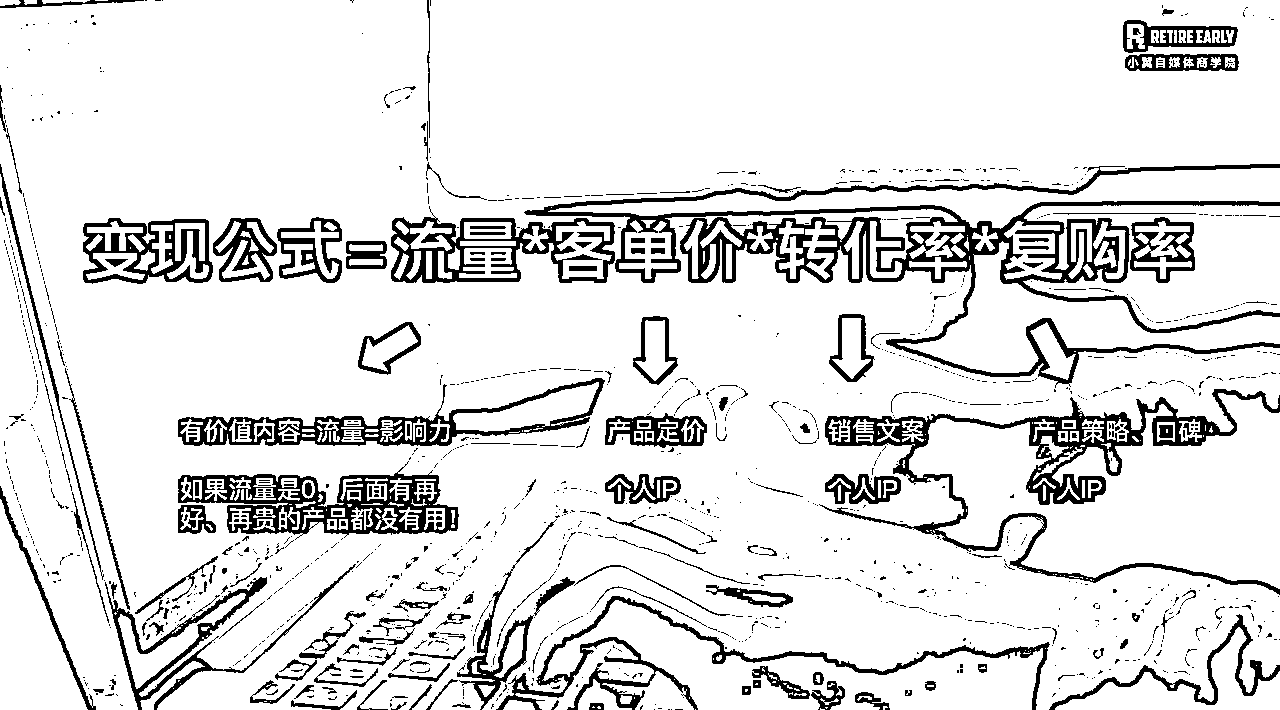 RETIRE EARLY
小翼自媒体商学院
变现公式=流量*客单价*转化率*复购率
有价值内容=流量=影响力
产品定价
销售文案
产品策略、口碑
如果流量是0，后面有再
好、再贵的产品都没有用！
个人IP
个人IP
个人IP